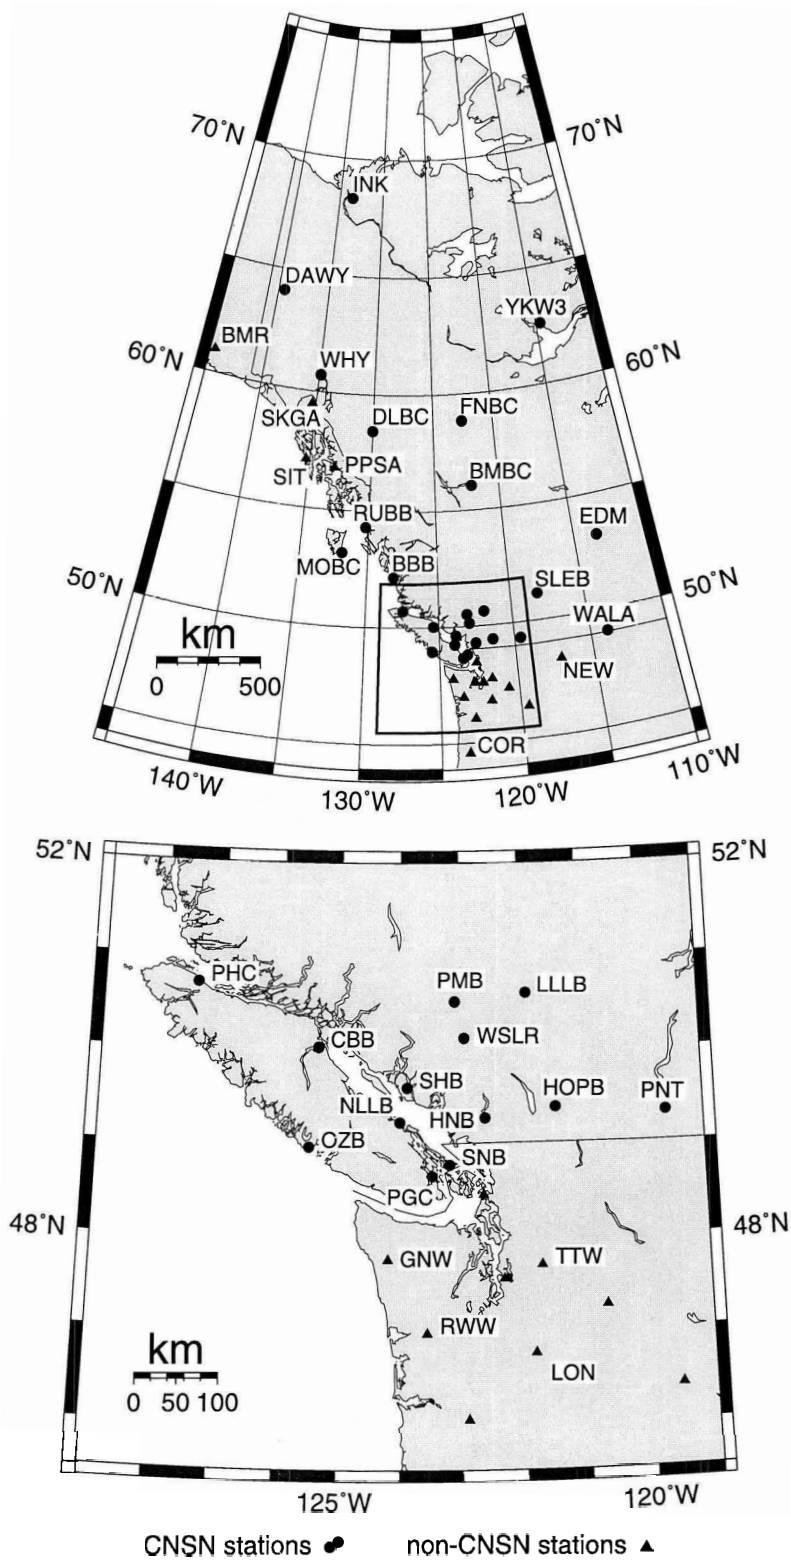 70°N 70°N
INK
DAWY
YKW3
BMR
60°N 60°N
WHY
SKGA DLBC FNBC
SIT PPSA BMBC
RUBB EDM
MOBC BBB
50°N SLEB 50°N
WALA
km
0 500
NEW
COR
140°W 130°W 120°W 110°W
52°N 52°N
PHC
PMB LLLB
CBB WSLR
SHB
NLLB HNB HOPB PNT
OZB SNB
PGC
48°N 48°N
GNW TTW
RWW
km
0 50 100
LON
125°W 120°W
CNSN stations non-CNSN stations